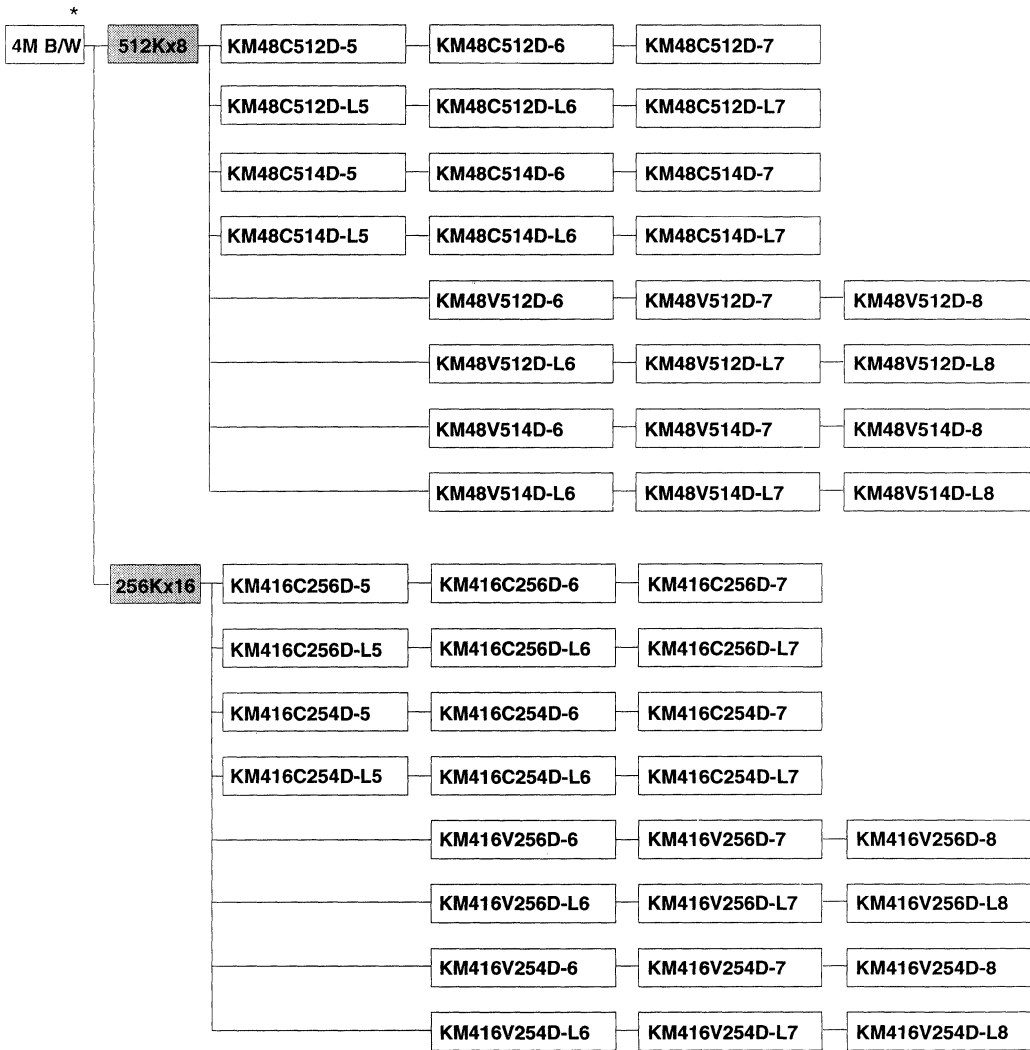 *
4M B/W 512Kx8 KM48C512D-5 KM48C512D-6 KM48C512D-7
KM48C512D-L5 KM48C512D-L6 KM48C512D-L7
KM48C514D-5 KM48C514D-6 KM48C514D-7
KM48C514D-L5 KM48C514D-L6 KM48C514D-L7
KM48V512D-6 KM48V512D-7 KM48V512D-8
KM48V512D-L6 KM48V512D-L7 KM48V512D-L8
KM48V514D-6 KM48V514D-7 KM48V514D-8
KM48V514D-L6 KM48V514D-L7 KM48V514D-L8
256Kx16 KM416C256D-5 KM416C256D-6 KM416C256D-7
KM416C256D-L5 KM416C256D-L6 KM416C256D-L7
KM416C254D-5 KM416C254D-6 KM416C254D-7
KM416C254D-L5 KM416C254D-L6 KM416C254D-L7
KM416V256D-6 KM416V256D-7 KM416V256D-8
KM416V256D-L6 KM416V256D-L7 KM416V256D-L8
KM416V254D-6 KM416V254D-7 KM416V254D-8
KM416V254D-L6 KM416V254D-L7 KM416V254D-L8